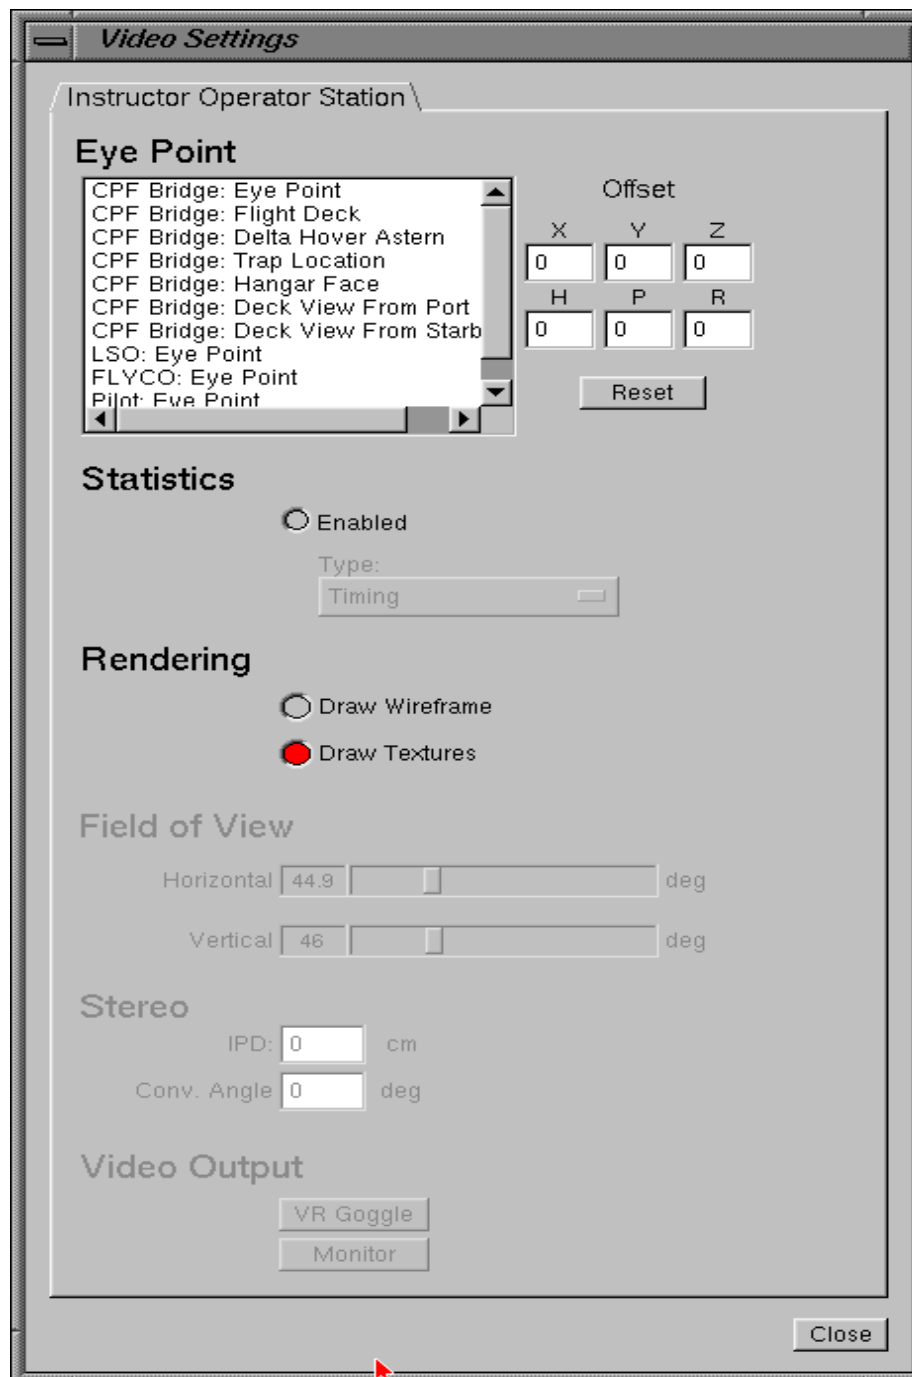 Video Settings
Instructor Operator Station
Eye Point
CPF Bridge: Eye Point
CPF Bridge: Flight Deck
CPF Bridge: Delta Hover Astern
CPF Bridge: Trap Location
CPF Bridge: Hangar Face
CPF Bridge: Deck View From Port
CPF Bridge: Deck View From Starb
LSO: Eye Point
FLYCO: Eye Point
Pilot: Eye Point
Offset
X Y Z
0 0 0
H P R
0 0 0
Reset
Statistics
Enabled
Type:
Timing
Rendering
Draw Wireframe
Draw Textures
Field of View
Horizontal 44.9 deg
Vertical 46 deg
Stereo
IPD: 0 cm
Conv. Angle 0 deg
Video Output
VR Goggle
Monitor
Close